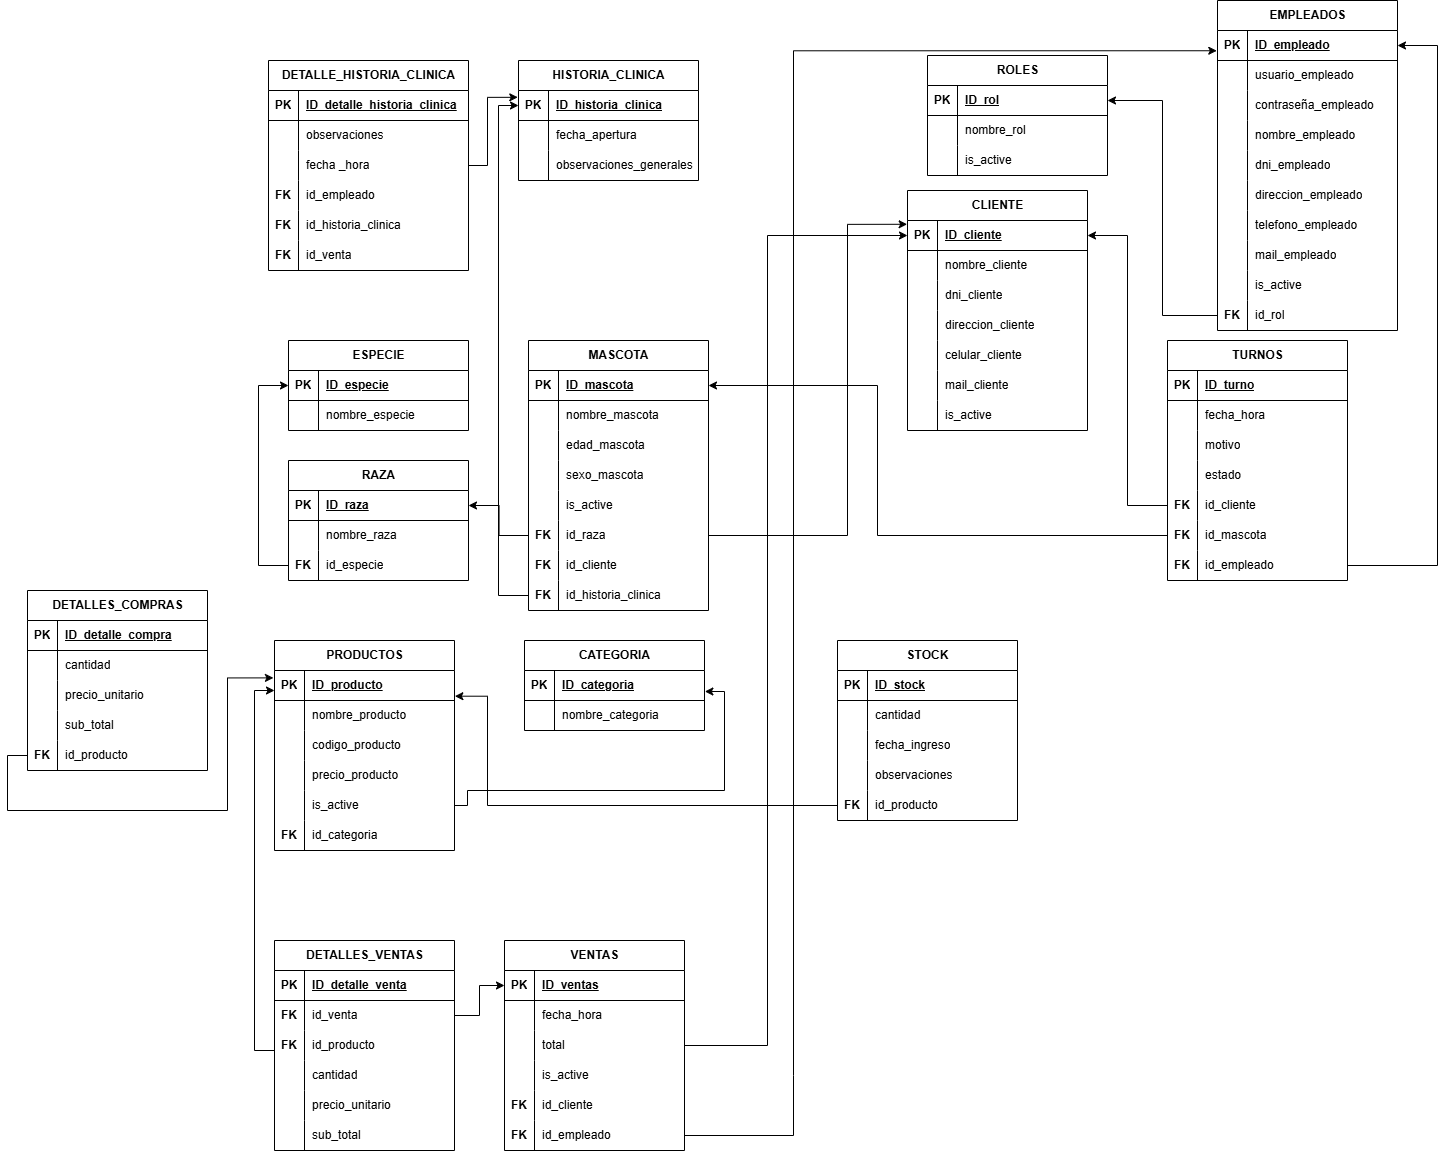 DETALLE_HISTORIA_CLINICA
PK ID_detalle_historia_clinica
observaciones
fecha _hora
FK id_empleado
FK id_historia_clinica
FK id_venta
HISTORIA_CLINICA
PK ID_historia_clinica
fecha_apertura
observaciones_generales
ROLES
PK ID_rol
nombre_rol
is_active
EMPLEADOS
PK ID_empleado
usuario_empleado
contraseña_empleado
nombre_empleado
dni_empleado
direccion_empleado
telefono_empleado
mail_empleado
is_active
FK id_rol
CLIENTE
PK ID_cliente
nombre_cliente
dni_cliente
direccion_cliente
celular_cliente
mail_cliente
is_active
ESPECIE
PK ID_especie
nombre_especie
RAZA
PK ID_raza
nombre_raza
FK id_especie
MASCOTA
PK ID_mascota
nombre_mascota
edad_mascota
sexo_mascota
is_active
FK id_raza
FK id_cliente
FK id_historia_clinica
TURNOS
PK ID_turno
fecha_hora
motivo
estado
FK id_cliente
FK id_mascota
FK id_empleado
DETALLES_COMPRAS
PK ID_detalle_compra
cantidad
precio_unitario
sub_total
FK id_producto
PRODUCTOS
PK ID_producto
nombre_producto
codigo_producto
precio_producto
is_active
FK id_categoria
CATEGORIA
PK ID_categoria
nombre_categoria
STOCK
PK ID_stock
cantidad
fecha_ingreso
observaciones
FK id_producto
DETALLES_VENTAS
PK ID_detalle_venta
FK id_venta
FK id_producto
cantidad
precio_unitario
sub_total
VENTAS
PK ID_ventas
fecha_hora
total
is_active
FK id_cliente
FK id_empleado